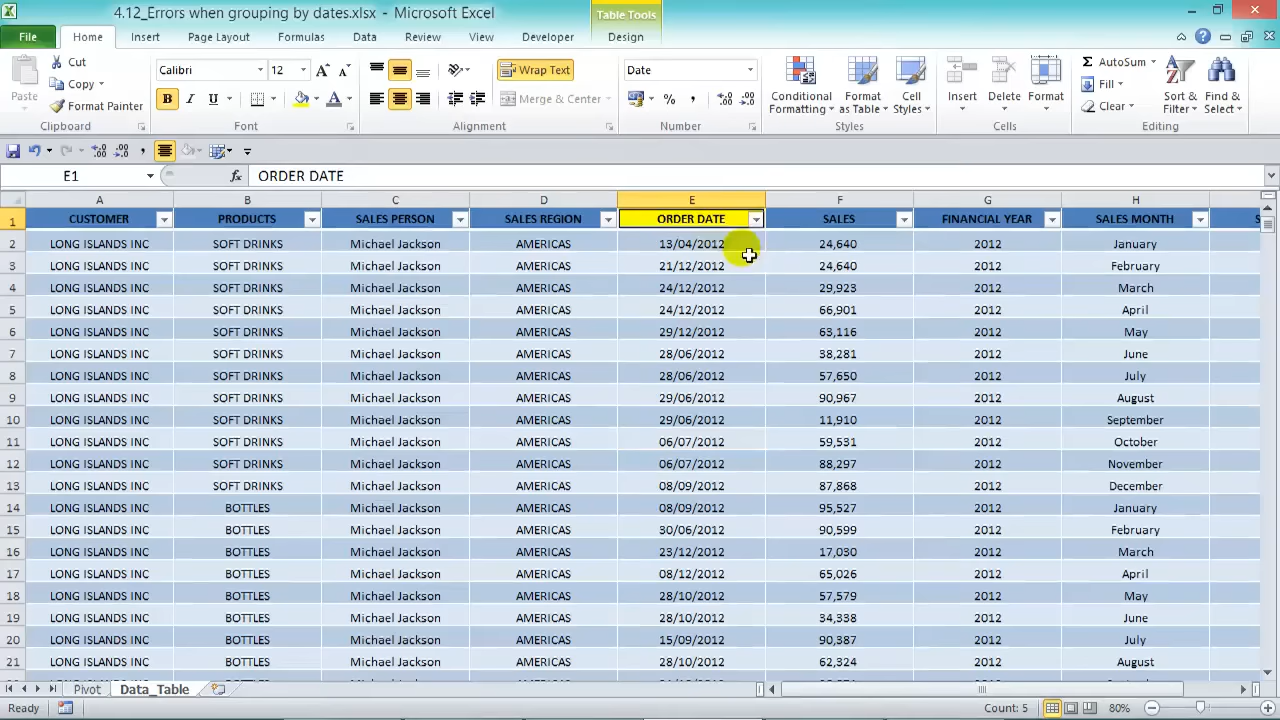 4.12_Errors when grouping by dates.xlsx - Microsoft Excel
Table Tools
File Home Insert Page Layout Formulas Data Review View Developer Design
Paste
Cut
Copy
Format Painter
Clipboard
Calibri 12
B I U
Font
Wrap Text
Merge & Center
Alignment
Date
Number
Conditional Formatting
Format as Table
Cell Styles
Styles
Insert Delete Format
Cells
AutoSum
Fill
Clear
Sort & Filter
Find & Select
Editing
E1 fx ORDER DATE
A B C D E F G H
1 CUSTOMER PRODUCTS SALES PERSON SALES REGION ORDER DATE SALES FINANCIAL YEAR SALES MONTH
2 LONG ISLANDS INC SOFT DRINKS Michael Jackson AMERICAS 13/04/2012 24,640 2012 January
3 LONG ISLANDS INC SOFT DRINKS Michael Jackson AMERICAS 21/12/2012 24,640 2012 February
4 LONG ISLANDS INC SOFT DRINKS Michael Jackson AMERICAS 24/12/2012 29,923 2012 March
5 LONG ISLANDS INC SOFT DRINKS Michael Jackson AMERICAS 24/12/2012 66,901 2012 April
6 LONG ISLANDS INC SOFT DRINKS Michael Jackson AMERICAS 29/12/2012 63,116 2012 May
7 LONG ISLANDS INC SOFT DRINKS Michael Jackson AMERICAS 28/06/2012 38,281 2012 June
8 LONG ISLANDS INC SOFT DRINKS Michael Jackson AMERICAS 28/06/2012 57,650 2012 July
9 LONG ISLANDS INC SOFT DRINKS Michael Jackson AMERICAS 29/06/2012 90,967 2012 August
10 LONG ISLANDS INC SOFT DRINKS Michael Jackson AMERICAS 29/06/2012 11,910 2012 September
11 LONG ISLANDS INC SOFT DRINKS Michael Jackson AMERICAS 06/07/2012 59,531 2012 October
12 LONG ISLANDS INC SOFT DRINKS Michael Jackson AMERICAS 06/07/2012 88,297 2012 November
13 LONG ISLANDS INC SOFT DRINKS Michael Jackson AMERICAS 08/09/2012 87,868 2012 December
14 LONG ISLANDS INC BOTTLES Michael Jackson AMERICAS 08/09/2012 95,527 2012 January
15 LONG ISLANDS INC BOTTLES Michael Jackson AMERICAS 30/06/2012 90,599 2012 February
16 LONG ISLANDS INC BOTTLES Michael Jackson AMERICAS 23/12/2012 17,030 2012 March
17 LONG ISLANDS INC BOTTLES Michael Jackson AMERICAS 08/12/2012 65,026 2012 April
18 LONG ISLANDS INC BOTTLES Michael Jackson AMERICAS 28/10/2012 57,579 2012 May
19 LONG ISLANDS INC BOTTLES Michael Jackson AMERICAS 28/10/2012 34,338 2012 June
20 LONG ISLANDS INC BOTTLES Michael Jackson AMERICAS 15/09/2012 90,387 2012 July
21 LONG ISLANDS INC BOTTLES Michael Jackson AMERICAS 28/10/2012 62,324 2012 August
Pivot Data_Table
Ready Count: 5 80%